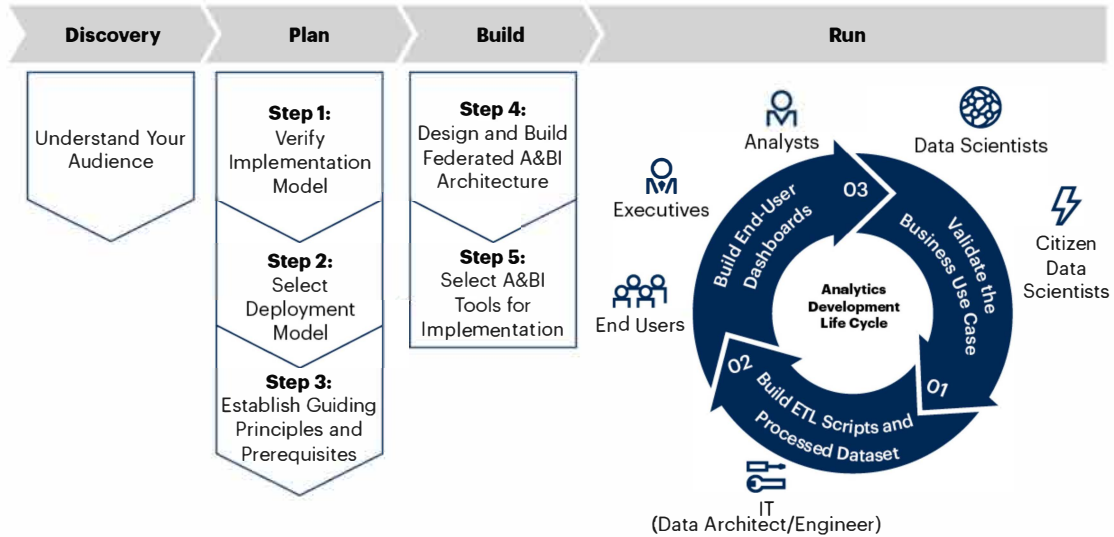 Discovery
Plan
Build
Run
Understand Your
Audience
Step 1:
Verify
Implementation
Model
Step 2:
Select
Deployment
Model
Step 3:
Establish Guiding
Principles and
Prerequisites
Step 4:
Design and Build
Federated A&BI
Architecture
Step 5:
Select A&BI
Tools for
Implementation
Analysts
Data Scientists
Executives
Citizen
Data
Scientists
End Users
IT
(Data Architect/Engineer)
Analytics
Development
Life Cycle
01
Validate the
Business Use Case
02
Build ETL Scripts and
Processed Dataset
03
Build End-User
Dashboards